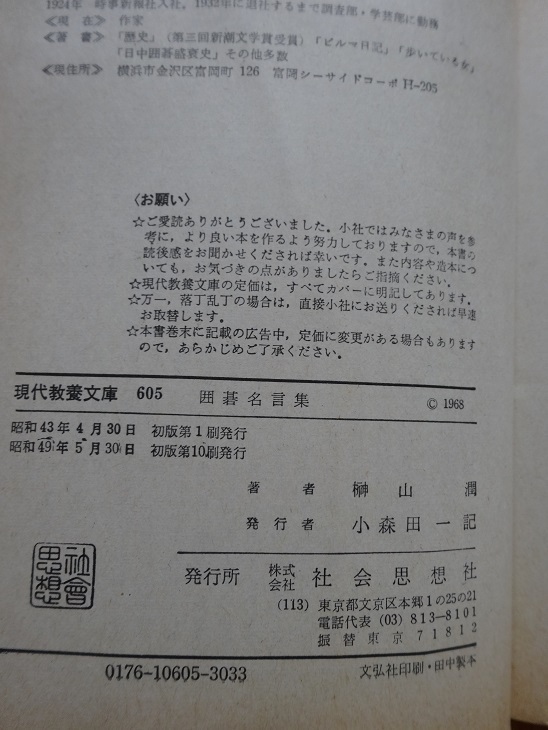 1924年 時事新報社入社。1932年に退社するまで調査部・学芸部に勤務
＜現 在＞ 作家
＜著 書＞ 「歴史」（第三回新潮文学賞受賞）「ビルマ日記」「歩いている女」
「日中囲碁盛衰史」その他多数
＜現住所＞ 横浜市金沢区富岡町 126 富岡シーサイドコーポ H-205
〈お願い〉
☆ご愛読ありがとうございました。小社ではみなさまの声を参
考に，より良い本を作るよう努力しておりますので，本書の
読後感をお聞かせくだされば幸いです。また内容や造本につ
いても，お気づきの点がありましたらご指摘ください。
☆現代教養文庫の定価は，すべてカバーに明記してあります。
☆万一，落丁乱丁の場合は，直接小社にお送りくだされば早速
お取替します。
☆本書巻末に記載の広告中，定価に変更がある場合もあります
ので，あらかじめご了承ください。
現代教養文庫 605 囲碁名言集 © 1968
昭和43年4月30日 初版第1刷発行
昭和49年5月30日 初版第10刷発行
著者 榊山潤
発行者 小森田一記
社會思想
発行所 株式会社 社会思想社
(113) 東京都文京区本郷1の25の21
電話代表 (03) 813-8101
振替東京 71812
0176-10605-3033 文弘社印刷・田中製本